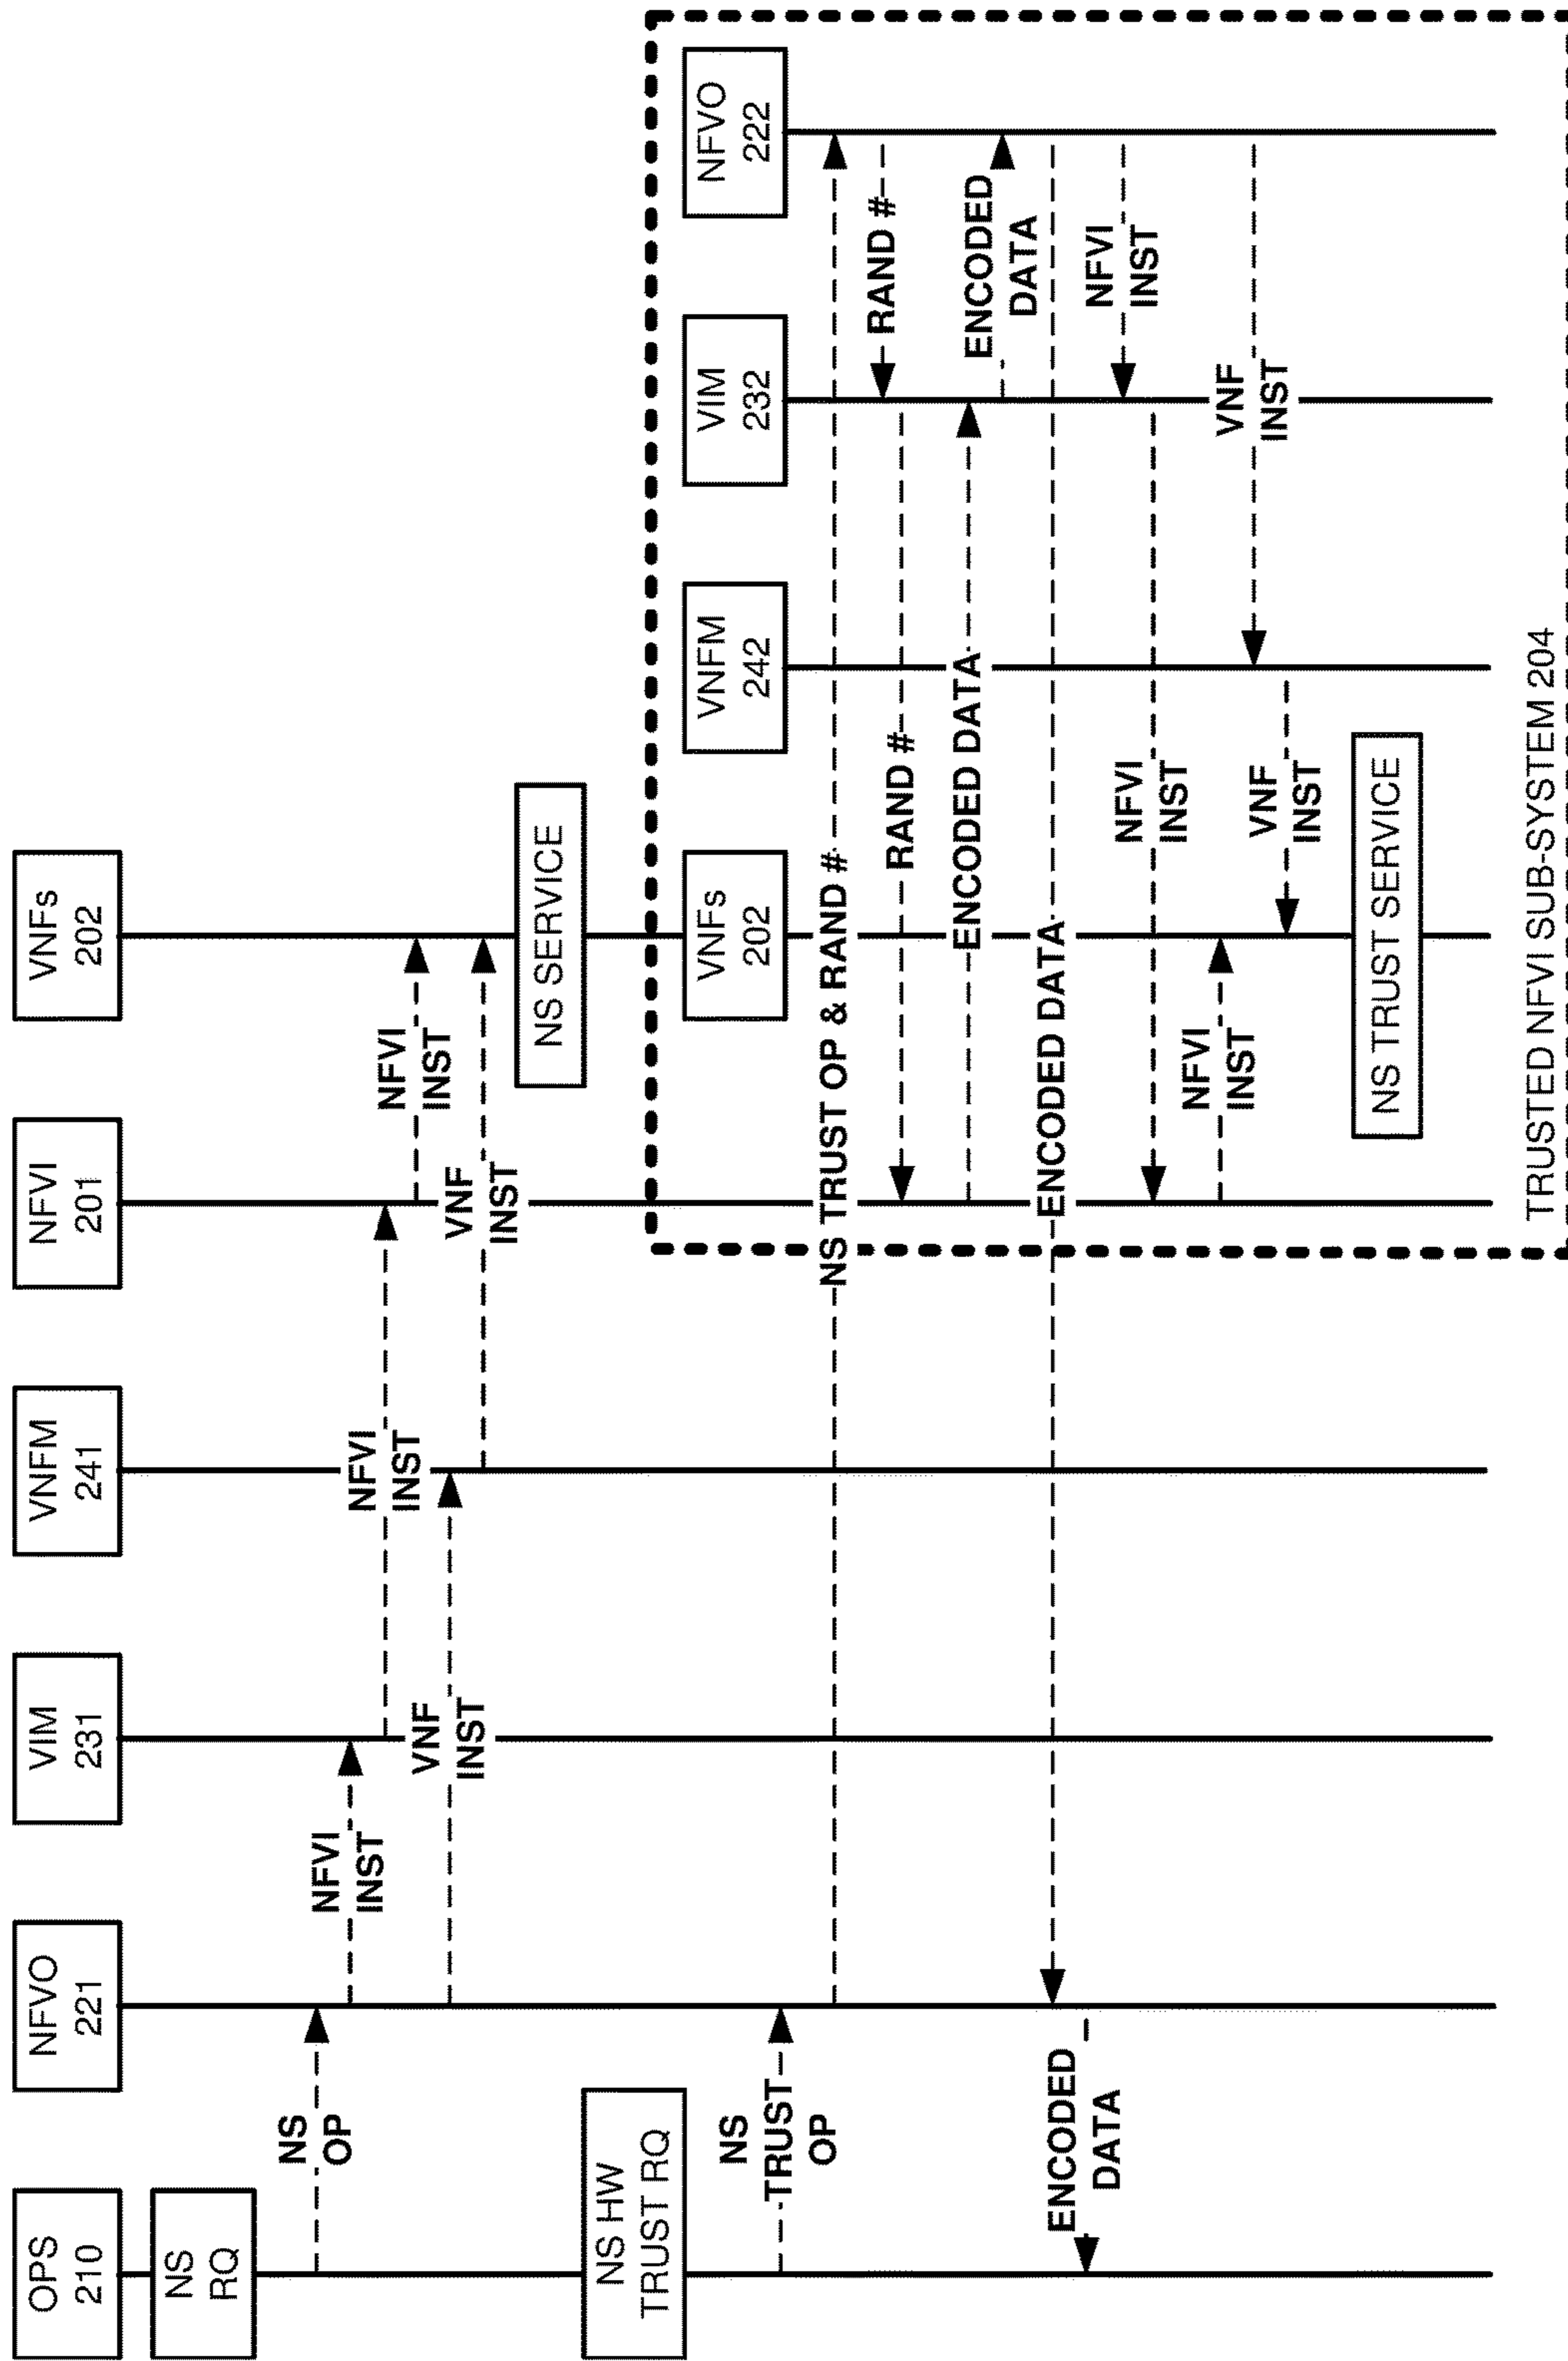 OPS
210
NFVO
221
VIM
231
VNFM
241
NFVI
201
VNFs
202
NS
RQ
NS
OP
NFVI
INST
NFVI
INST
NFVI
INST
VNF
INST
VNF
INST
NS SERVICE
NS HW
TRUST RQ
VNFs
202
VNFM
242
VIM
232
NFVO
222
NS
TRUST
OP
NS TRUST OP & RAND #
RAND #
RAND #
ENCODED DATA
ENCODED
DATA
ENCODED DATA
ENCODED
DATA
NFVI
INST
NFVI
INST
NFVI
INST
VNF
INST
VNF
INST
NS TRUST SERVICE
TRUSTED NFVI SUB-SYSTEM 204